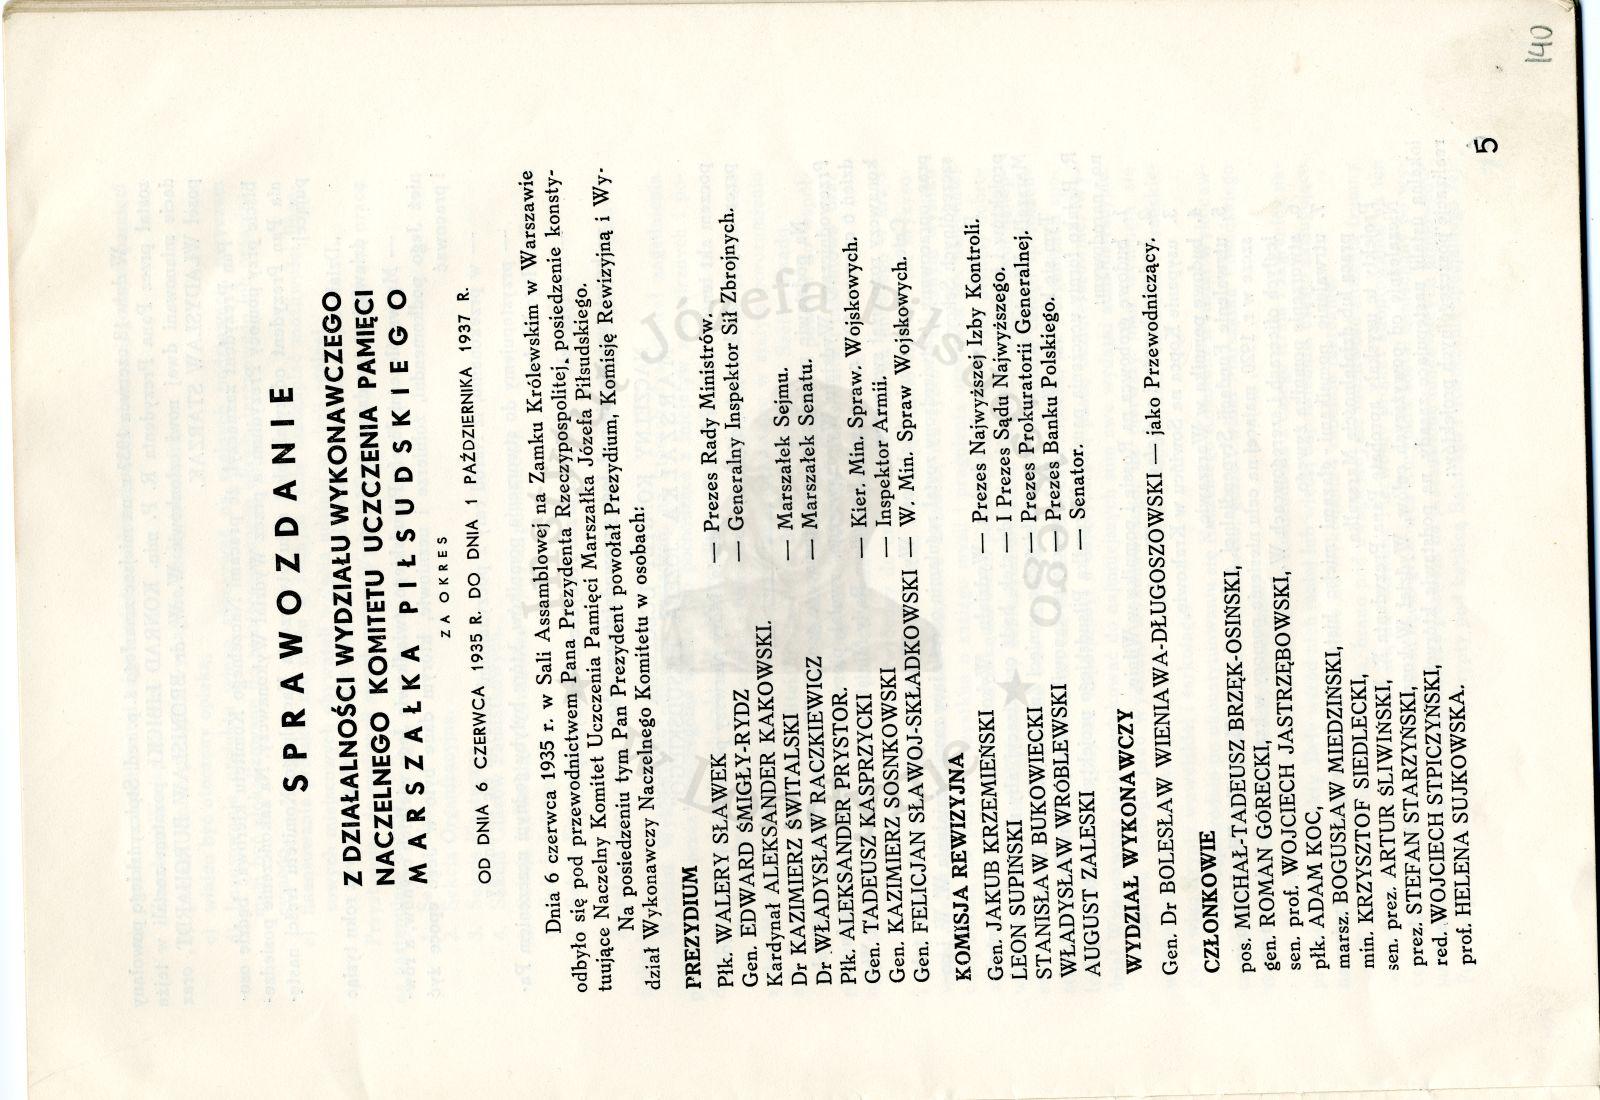 140
SPRAWOZDANIE
Z DZIAŁALNOŚCI WYDZIAŁU WYKONAWCZEGO
NACZELNEGO KOMITETU UCZCZENIA PAMIĘCI
MARSZAŁKA PIŁSUDSKIEGO
ZA OKRES
OD DNIA 6 CZERWCA 1935 R. DO DNIA 1 PAŹDZIERNIKA 1937 R.
Dnia 6 czerwca 1935 r. w Sali Assamblowej na Zamku Królewskim w Warszawie
odbyło się pod przewodnictwem Pana Prezydenta Rzeczypospolitej, posiedzenie konsty-
tuujące Naczelny Komitet Uczczenia Pamięci Marszałka Józefa Piłsudskiego.
Na posiedzeniu tym Pan Prezydent powołał Prezydium, Komisję Rewizyjną i Wy-
dział Wykonawczy Naczelnego Komitetu w osobach:
PREZYDIUM
Płk. WALERY SŁAWEK — Prezes Rady Ministrów.
Gen. EDWARD ŚMIGŁY-RYDZ — Generalny Inspektor Sił Zbrojnych.
Kardynał ALEKSANDER KAKOWSKI.
Dr KAZIMIERZ ŚWITALSKI — Marszałek Sejmu.
Dr WŁADYSŁAW RACZKIEWICZ — Marszałek Senatu.
Płk. ALEKSANDER PRYSTOR.
Gen. TADEUSZ KASPRZYCKI — Kier. Min. Spraw. Wojskowych.
Gen. KAZIMIERZ SOSNKOWSKI — Inspektor Armii.
Gen. FELICJAN SŁAWOJ-SKŁADKOWSKI — W. Min. Spraw Wojskowych.
KOMISJA REWIZYJNA
Gen. JAKUB KRZEMIEŃSKI — Prezes Najwyższej Izby Kontroli.
LEON SUPIŃSKI — I Prezes Sądu Najwyższego.
STANISŁAW BUKOWIECKI — Prezes Prokuratorii Generalnej.
WŁADYSŁAW WRÓBLEWSKI — Prezes Banku Polskiego.
AUGUST ZALESKI — Senator.
WYDZIAŁ WYKONAWCZY
Gen. Dr BOLESŁAW WIENIAWA-DŁUGOSZOWSKI — jako Przewodniczący.
CZŁONKOWIE
pos. MICHAŁ-TADEUSZ BRZĘK-OSIŃSKI,
gen. ROMAN GÓRECKI,
sen. prof. WOJCIECH JASTRZĘBOWSKI,
płk. ADAM KOC,
marsz. BOGUSŁAW MIEDZIŃSKI,
min. KRZYSZTOF SIEDLECKI,
sen. prez. ARTUR ŚLIWIŃSKI,
prez. STEFAN STARZYŃSKI,
red. WOJCIECH STPICZYŃSKI,
prof. HELENA SUJKOWSKA.
5